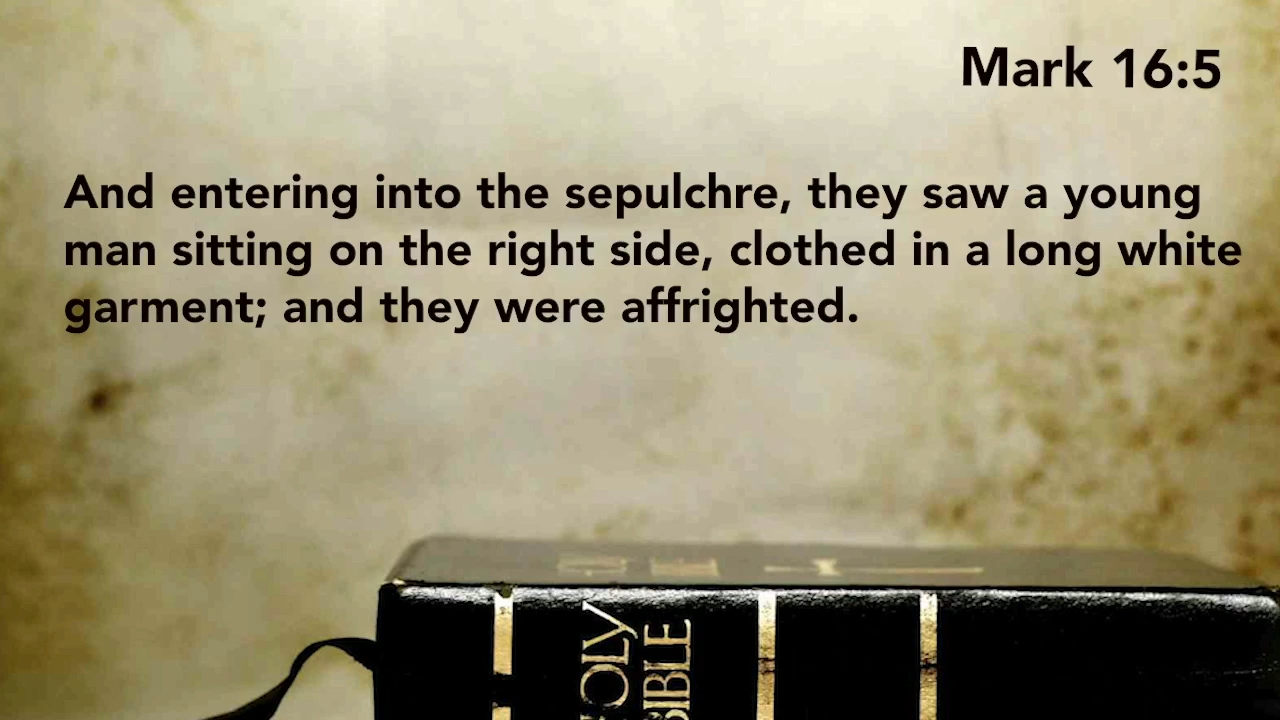 Mark 16:5
And entering into the sepulchre, they saw a young
man sitting on the right side, clothed in a long white
garment; and they were affrighted.
HOLY
BIBLE